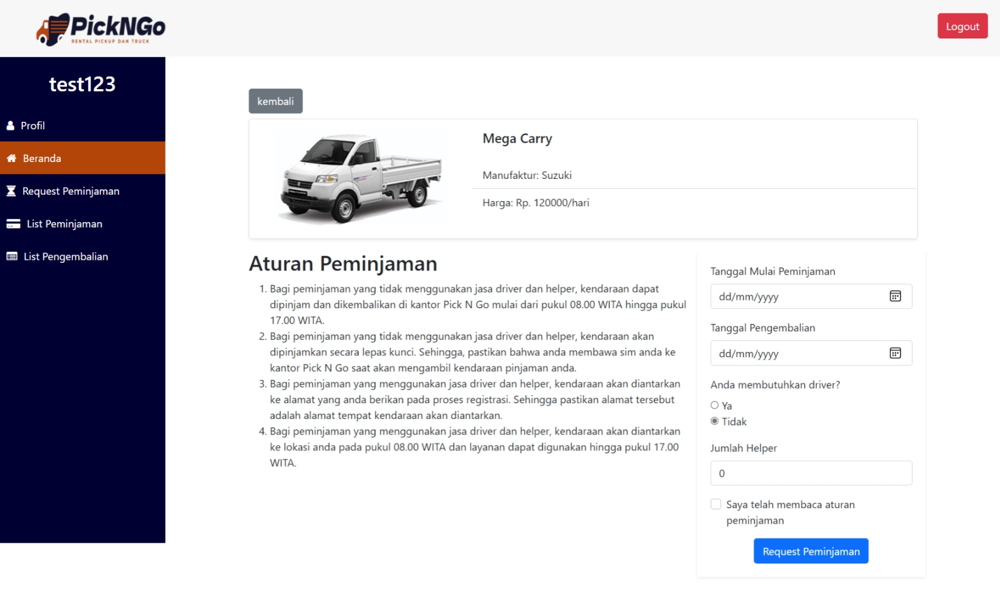 PickNGo
RENTAL PICKUP DAN TRUCK
Logout
test123
Profil
Beranda
Request Peminjaman
List Peminjaman
List Pengembalian
kembali
Mega Carry
Manufaktur: Suzuki
Harga: Rp. 120000/hari
Aturan Peminjaman
1. Bagi peminjaman yang tidak menggunakan jasa driver dan helper, kendaraan dapat
dipinjam dan dikembalikan di kantor Pick N Go mulai dari pukul 08.00 WITA hingga pukul
17.00 WITA.
2. Bagi peminjaman yang tidak menggunakan jasa driver dan helper, kendaraan akan
dipinjamkan secara lepas kunci. Sehingga, pastikan bahwa anda membawa sim anda ke
kantor Pick N Go saat akan mengambil kendaraan pinjaman anda.
3. Bagi peminjaman yang menggunakan jasa driver dan helper, kendaraan akan diantarkan
ke alamat yang anda berikan pada proses registrasi. Sehingga pastikan alamat tersebut
adalah alamat tempat kendaraan akan diantarkan.
4. Bagi peminjaman yang menggunakan jasa driver dan helper, kendaraan akan diantarkan
ke lokasi anda pada pukul 08.00 WITA dan layanan dapat digunakan hingga pukul 17.00
WITA.
Tanggal Mulai Peminjaman
dd/mm/yyyy
Tanggal Pengembalian
dd/mm/yyyy
Anda membutuhkan driver?
Ya
Tidak
Jumlah Helper
0
Saya telah membaca aturan
peminjaman
Request Peminjaman